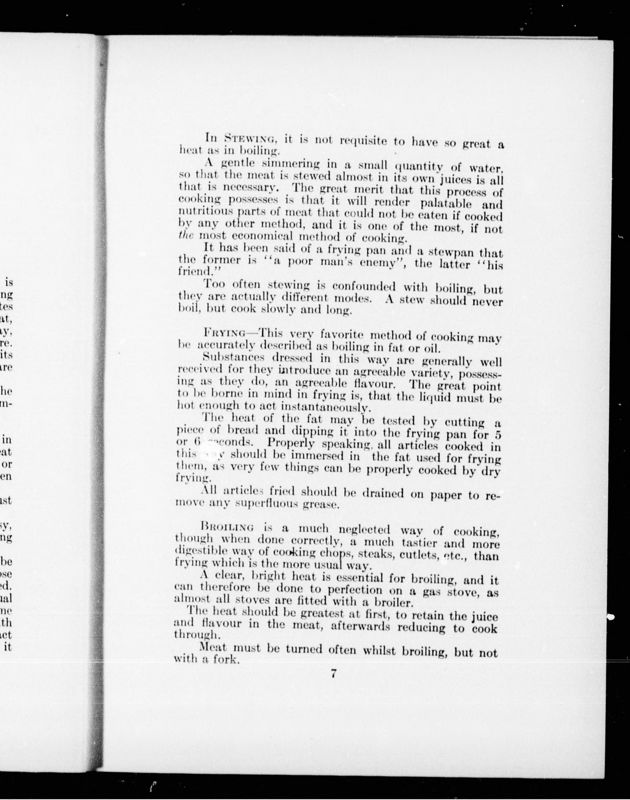 In STEWING, it is not requisite to have so great a
heat as in boiling.
A gentle simmering in a small quantity of water,
so that the meat is stewed almost in its own juices is all
that is necessary. The great merit that this process of
cooking possesses is that it will render palatable and
nutritious parts of meat that could not be eaten if cooked
by any other method, and it is one of the most, if not
the most economical method of cooking.
It has been said of a frying pan and a stewpan that
the former is "a poor man's enemy", the latter "his
friend."
Too often stewing is confounded with boiling, but
they are actually different modes. A stew should never
boil, but cook slowly and long.
FRYING—This very favorite method of cooking may
be accurately described as boiling in fat or oil.
Substances dressed in this way are generally well
received for they introduce an agreeable variety, possess-
ing as they do, an agreeable flavour. The great point
to be borne in mind in frying is, that the liquid must be
hot enough to act instantaneously.
The heat of the fat may be tested by cutting a
piece of bread and dipping it into the frying pan for 5
or 6 seconds. Properly speaking, all articles cooked in
this should be immersed in the fat used for frying
them, as very few things can be properly cooked by dry
frying.
All articles fried should be drained on paper to re-
move any superfluous grease.
BROILING is a much neglected way of cooking,
though when done correctly, a much tastier and more
digestible way of cooking chops, steaks, cutlets, etc., than
frying which is the more usual way.
A clear, bright heat is essential for broiling, and it
can therefore be done to perfection on a gas stove, as
almost all stoves are fitted with a broiler.
The heat should be greatest at first, to retain the juice
and flavour in the meat, afterwards reducing to cook
through.
Meat must be turned often whilst broiling, but not
with a fork.
7